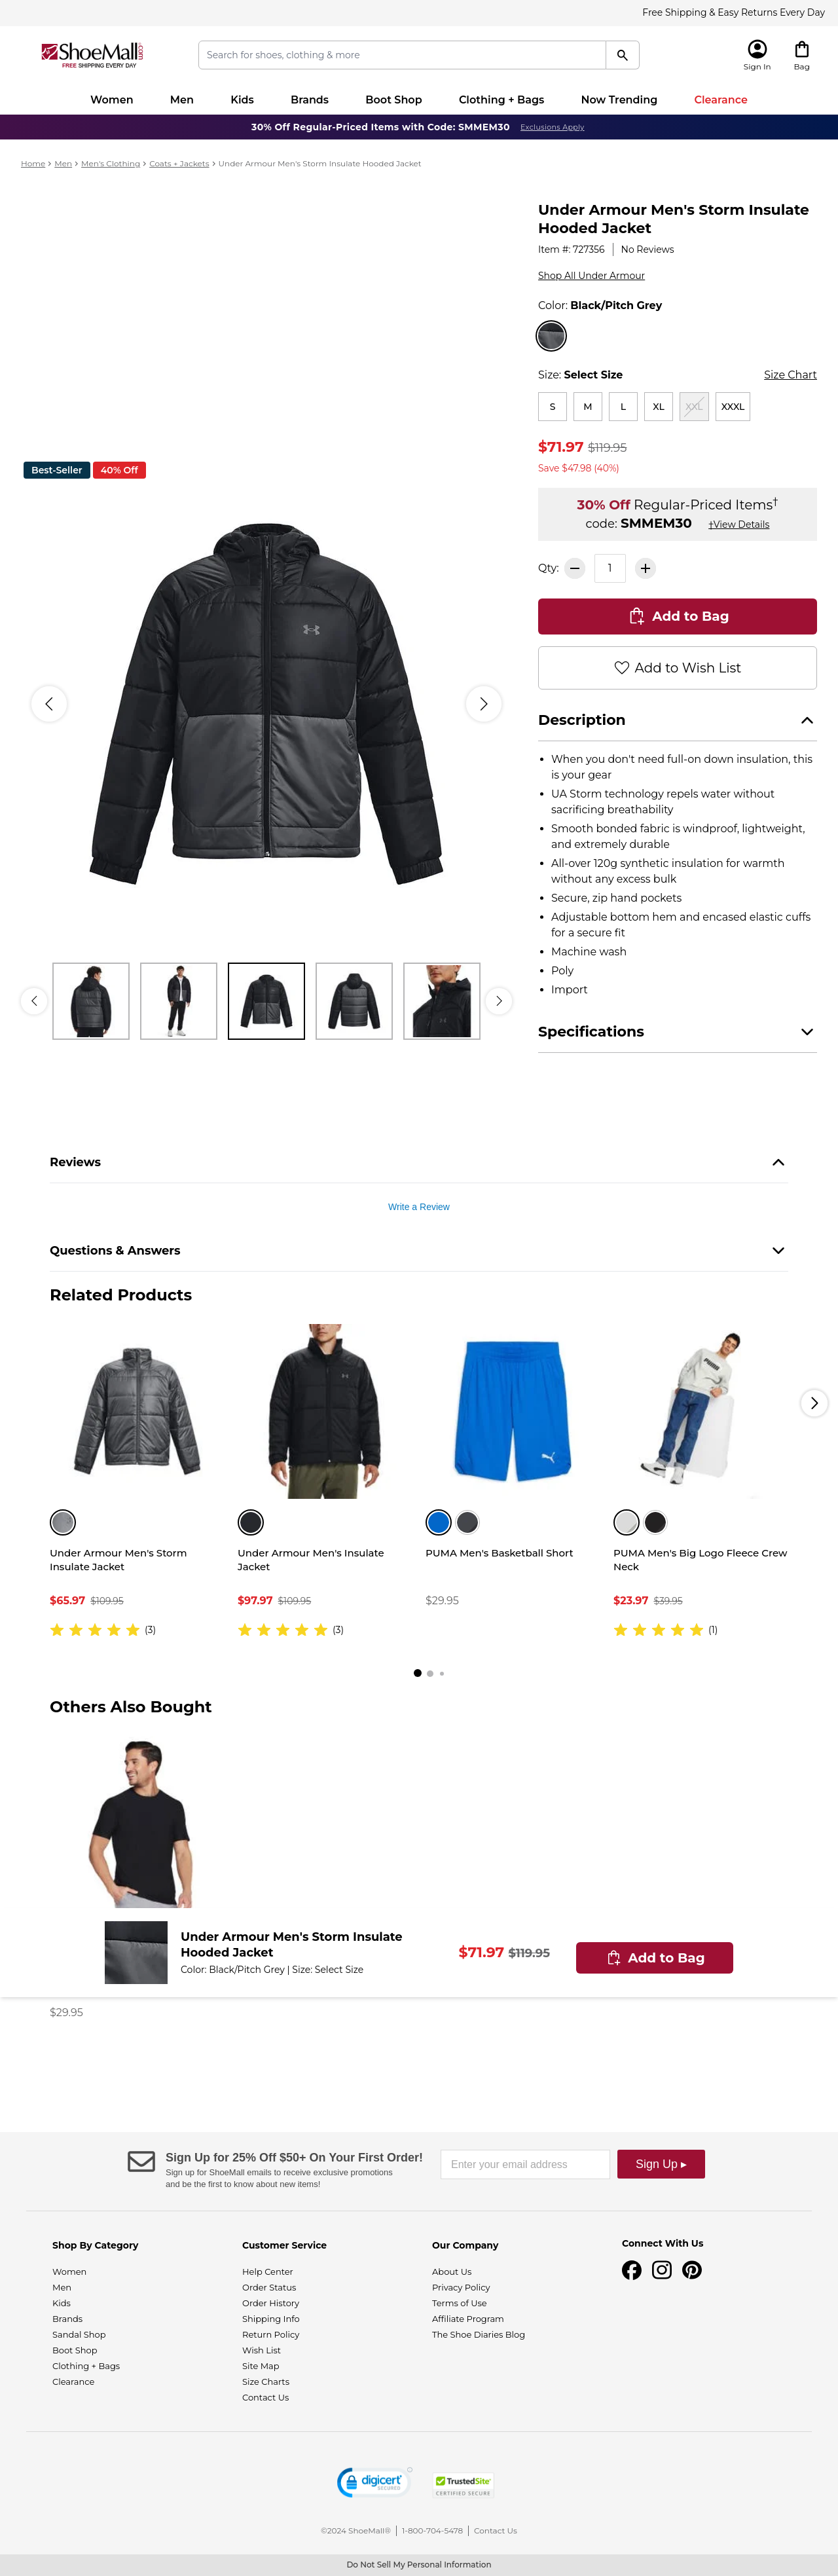 Free Shipping & Easy Returns Every Day
ShoeMall.com
FREE SHIPPING EVERY DAY
Search for shoes, clothing & more
Sign In
Bag
Women Men Kids Brands Boot Shop Clothing + Bags Now Trending Clearance
30% Off Regular-Priced Items with Code: SMMEM30 Exclusions Apply
Home > Men > Men's Clothing > Coats + Jackets > Under Armour Men's Storm Insulate Hooded Jacket
Best-Seller 40% Off
Under Armour Men's Storm Insulate
Hooded Jacket
Item #: 727356 | No Reviews
Shop All Under Armour
Color: Black/Pitch Grey
Size: Select Size Size Chart
S M L XL XXL XXXL
$71.97 $119.95
Save $47.98 (40%)
30% Off Regular-Priced Items†
code: SMMEM30 †View Details
Qty: 1
Add to Bag
Add to Wish List
Description
• When you don't need full-on down insulation, this
is your gear
• UA Storm technology repels water without
sacrificing breathability
• Smooth bonded fabric is windproof, lightweight,
and extremely durable
• All-over 120g synthetic insulation for warmth
without any excess bulk
• Secure, zip hand pockets
• Adjustable bottom hem and encased elastic cuffs
for a secure fit
• Machine wash
• Poly
• Import
Specifications
Reviews
Write a Review
Questions & Answers
Related Products
Under Armour Men's Storm
Insulate Jacket
$65.97 $109.95
(3)
Under Armour Men's Insulate
Jacket
$97.97 $109.95
(3)
PUMA Men's Basketball Short
$29.95
PUMA Men's Big Logo Fleece Crew
Neck
$23.97 $39.95
(1)
Others Also Bought
Under Armour Men's Storm Insulate
Hooded Jacket
Color: Black/Pitch Grey | Size: Select Size
$71.97 $119.95
Add to Bag
$29.95
Sign Up for 25% Off $50+ On Your First Order!
Sign up for ShoeMall emails to receive exclusive promotions
and be the first to know about new items!
Enter your email address
Sign Up ▸
Shop By Category
Women
Men
Kids
Brands
Sandal Shop
Boot Shop
Clothing + Bags
Clearance
Customer Service
Help Center
Order Status
Order History
Shipping Info
Return Policy
Wish List
Site Map
Size Charts
Contact Us
Our Company
About Us
Privacy Policy
Terms of Use
Affiliate Program
The Shoe Diaries Blog
Connect With Us
digicert
SECURED
TrustedSite
CERTIFIED SECURE
©2024 ShoeMall® | 1-800-704-5478 | Contact Us
Do Not Sell My Personal Information